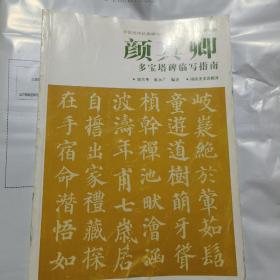 颜真卿
多宝塔碑临写指南
岐嶷絶於葷茹髫
童遊道樹萌牙聳
楨幹禪池畎澮涵
波濤年甫七歲居
自誓出家禮藏探
在手宿命潛悟如